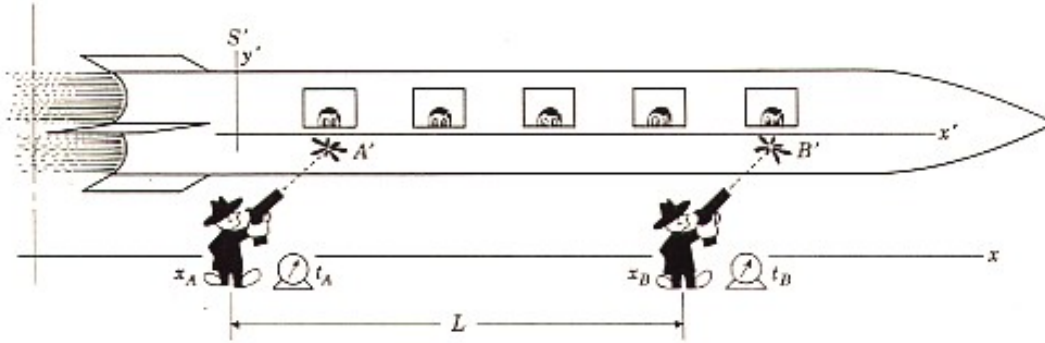 S′
y′
x′
A′
B′
x
x_A
t_A
x_B
t_B
L